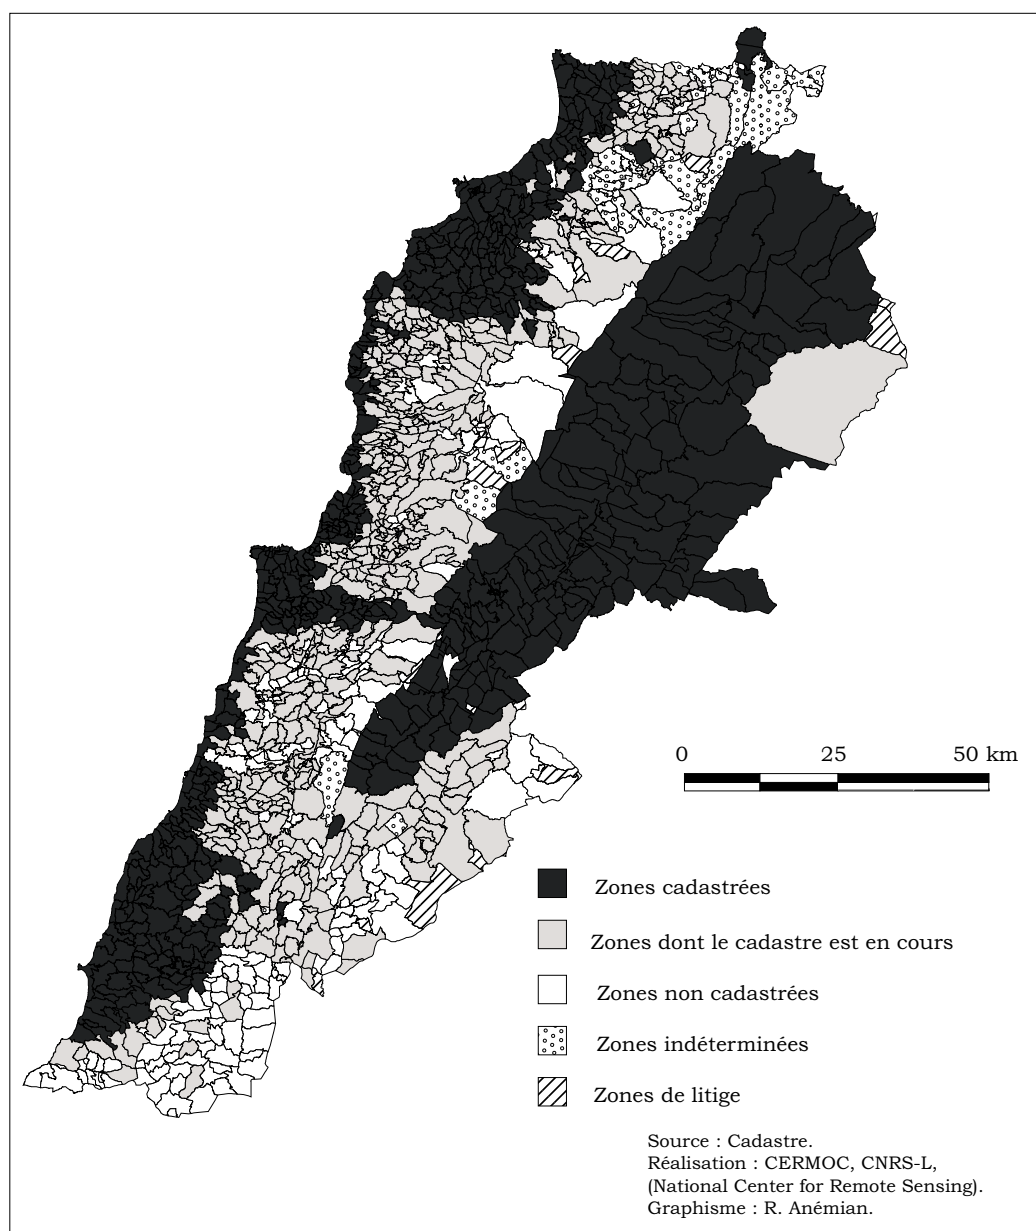 0 25 50 km
Zones cadastrées
Zones dont le cadastre est en cours
Zones non cadastrées
Zones indéterminées
Zones de litige
Source : Cadastre.
Réalisation : CERMOC, CNRS-L,
(National Center for Remote Sensing).
Graphisme : R. Anémian.